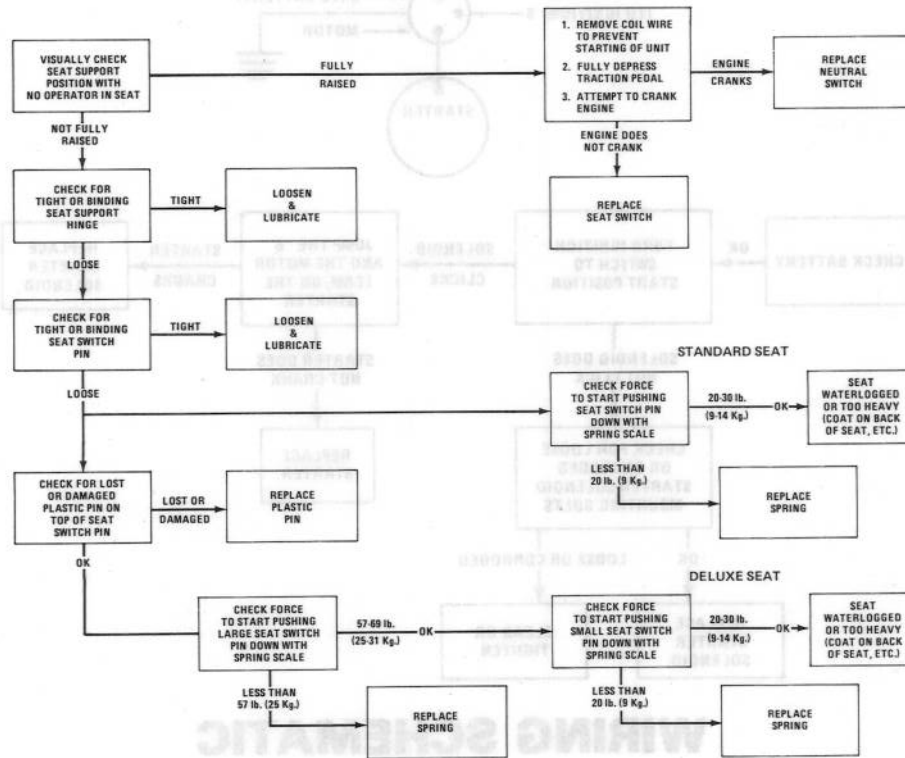 VISUALLY CHECK
SEAT SUPPORT
POSITION WITH
NO OPERATOR IN SEAT
FULLY
RAISED
1. REMOVE COIL WIRE
TO PREVENT
STARTING OF UNIT
2. FULLY DEPRESS
TRACTION PEDAL
3. ATTEMPT TO CRANK
ENGINE
ENGINE
CRANKS
REPLACE
NEUTRAL
SWITCH
NOT FULLY
RAISED
ENGINE DOES
NOT CRANK
CHECK FOR
TIGHT OR BINDING
SEAT SUPPORT
HINGE
TIGHT
LOOSEN
&
LUBRICATE
REPLACE
SEAT SWITCH
LOOSE
CHECK FOR
TIGHT OR BINDING
SEAT SWITCH
PIN
TIGHT
LOOSEN
&
LUBRICATE
LOOSE
STANDARD SEAT
CHECK FORCE
TO START PUSHING
SEAT SWITCH PIN
DOWN WITH
SPRING SCALE
20-30 lb.
(9-14 Kg.)
OK
SEAT
WATERLOGGED
OR TOO HEAVY
(COAT ON BACK
OF SEAT, ETC.)
LESS THAN
20 lb. (9 Kg.)
REPLACE
SPRING
CHECK FOR LOST
OR DAMAGED
PLASTIC PIN ON
TOP OF SEAT
SWITCH PIN
LOST OR
DAMAGED
REPLACE
PLASTIC
PIN
OK
DELUXE SEAT
CHECK FORCE
TO START PUSHING
LARGE SEAT SWITCH
PIN DOWN WITH
SPRING SCALE
57-69 lb.
(25-31 Kg.)
OK
CHECK FORCE
TO START PUSHING
SMALL SEAT SWITCH
PIN DOWN WITH
SPRING SCALE
20-30 lb.
(9-14 Kg.)
OK
SEAT
WATERLOGGED
OR TOO HEAVY
(COAT ON BACK
OF SEAT, ETC.)
LESS THAN
57 lb. (25 Kg.)
REPLACE
SPRING
LESS THAN
20 lb. (9 Kg.)
REPLACE
SPRING
WIRING SCHEMATIC